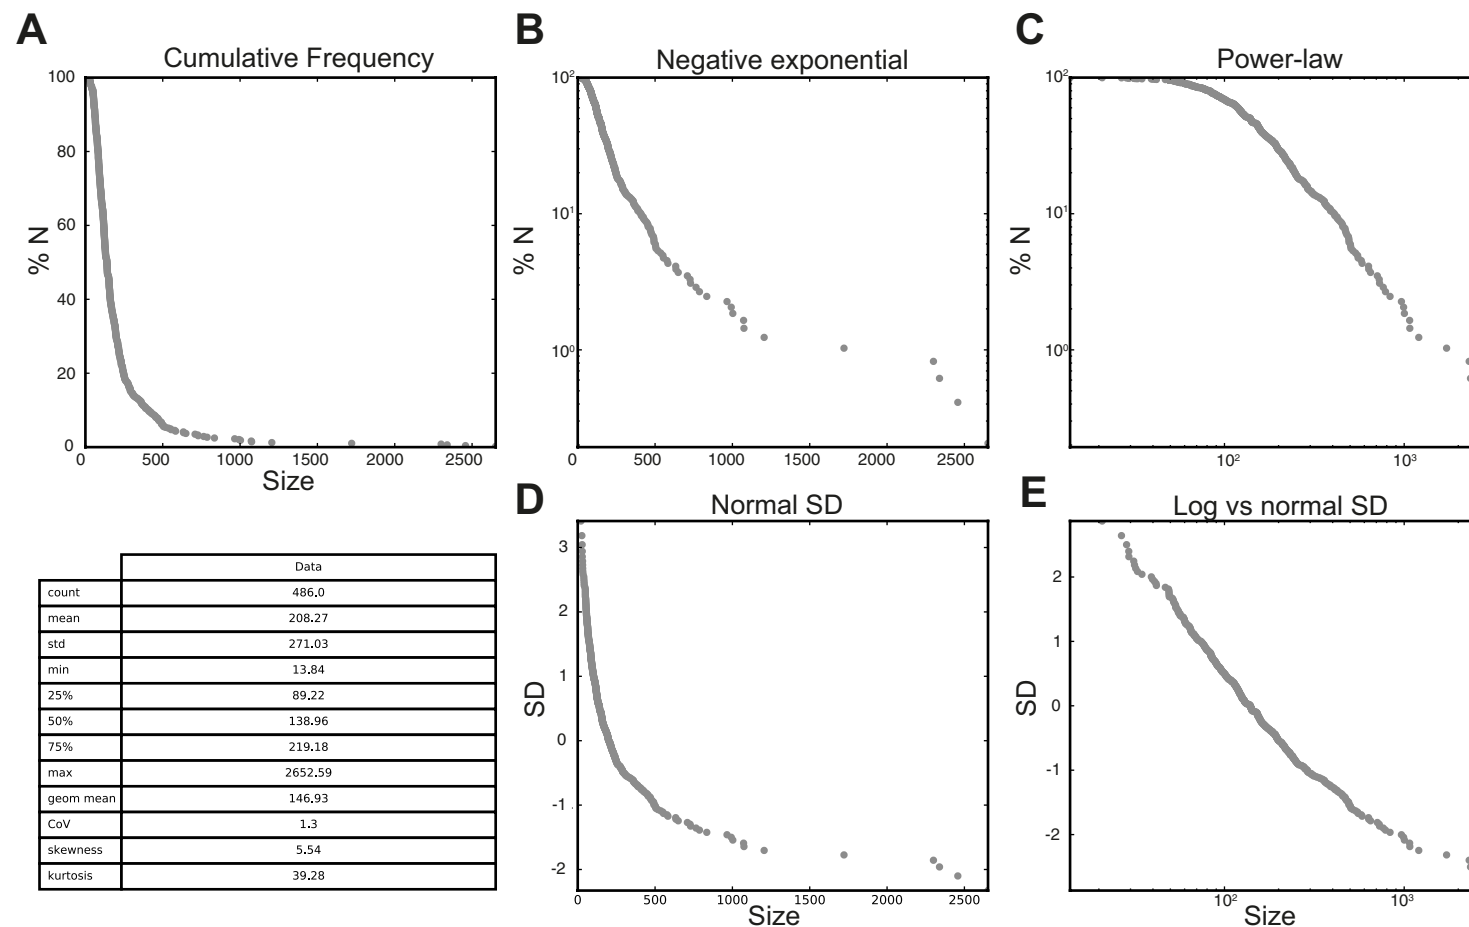 A
Cumulative Frequency
100
80
60
40
20
0
% N
0 500 1000 1500 2000 2500
Size
B
Negative exponential
10²
10¹
10⁰
% N
0 500 1000 1500 2000 2500
C
Power-law
10²
10¹
10⁰
% N
10² 10³
Data
count 486.0
mean 208.27
std 271.03
min 13.84
25% 89.22
50% 138.96
75% 219.18
max 2652.59
geom mean 146.93
CoV 1.3
skewness 5.54
kurtosis 39.28
D
Normal SD
3
2
1
0
-1
-2
SD
0 500 1000 1500 2000 2500
Size
E
Log vs normal SD
2
1
0
-1
-2
SD
10² 10³
Size